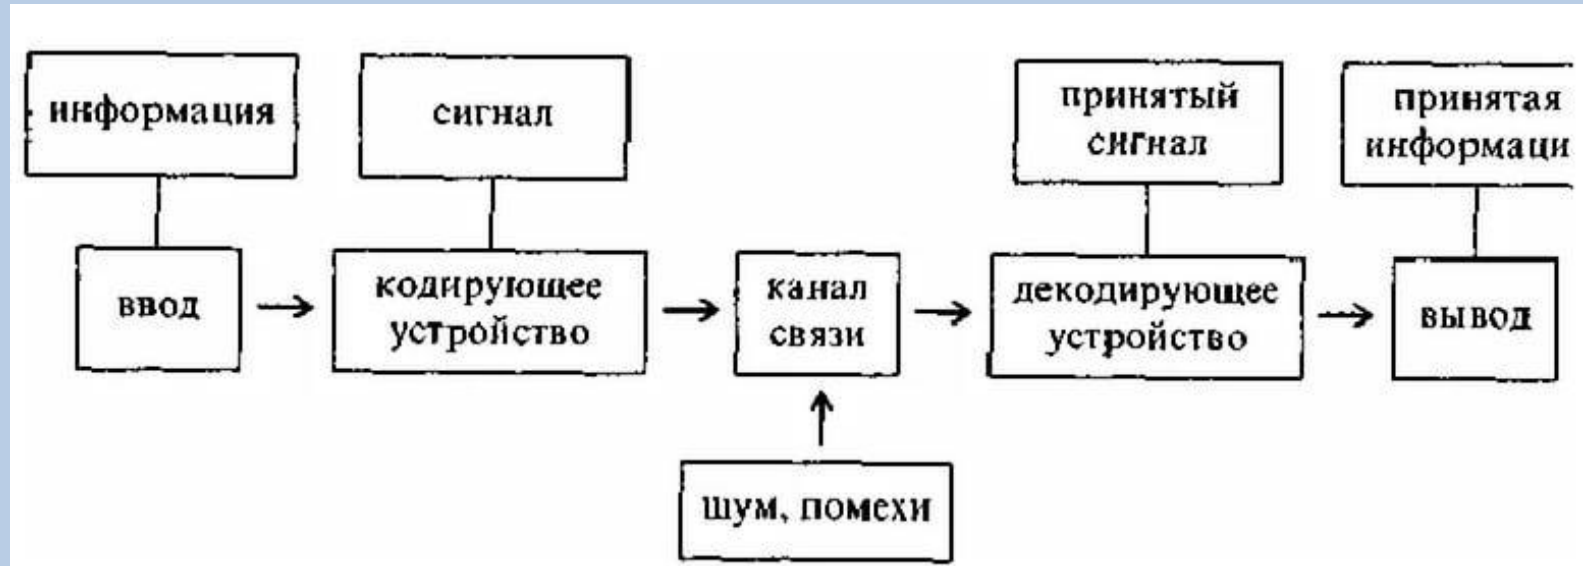 информация
сигнал
принятый
сигнал
принятая
информаци
ввод
кодирующее
устройство
канал
связи
декодирующее
устройство
вывод
шум, помехи